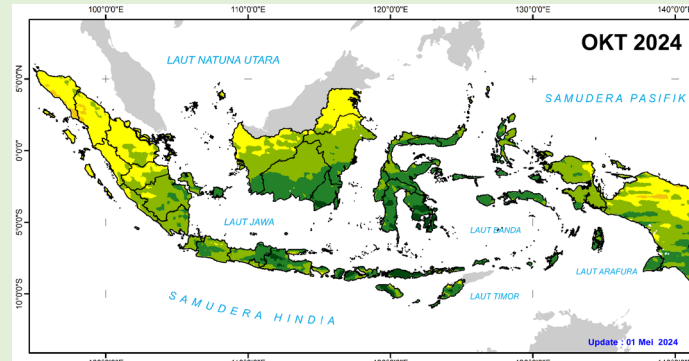 100°0'0"E 110°0'0"E 120°0'0"E 130°0'0"E 140°0'0"
OKT 2024
LAUT NATUNA UTARA
5°0'0"N
SAMUDERA PASIFIK
0°0'0"
LAUT JAWA
LAUT BANDA
5°0'0"S
LAUT ARAFURA
10°0'0"S
LAUT TIMOR
SAMUDERA HINDIA
Update : 01 Mei 2024